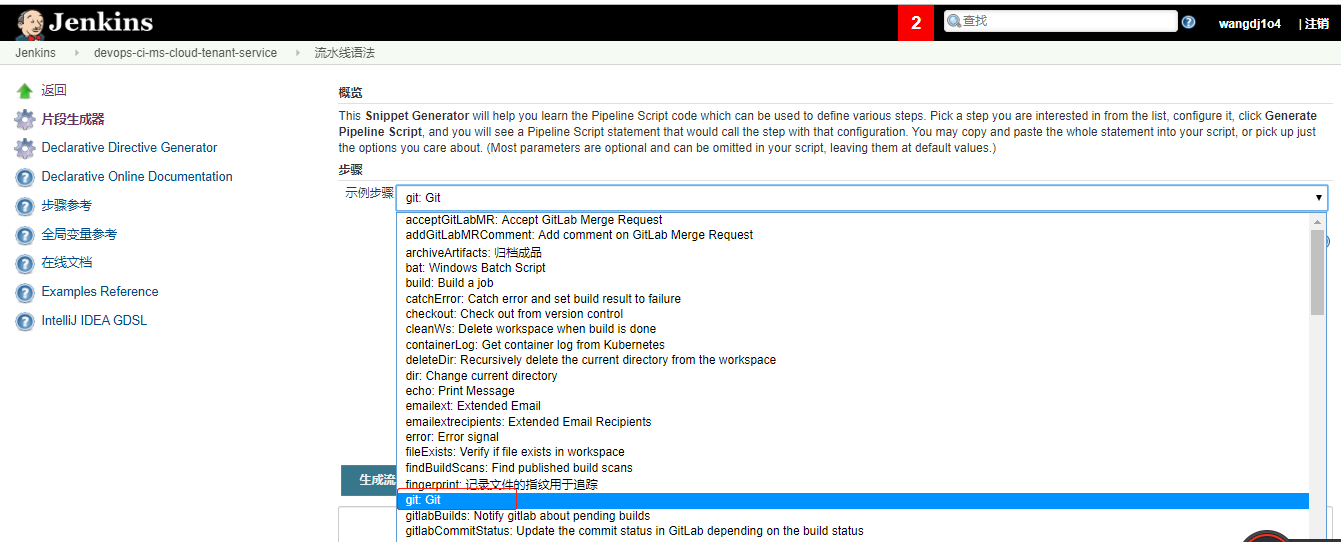 Jenkins
2
查找
wangdj1o4
| 注销
Jenkins
devops-ci-ms-cloud-tenant-service
流水线语法
返回
片段生成器
Declarative Directive Generator
Declarative Online Documentation
步骤参考
全局变量参考
在线文档
Examples Reference
IntelliJ IDEA GDSL
概览
This Snippet Generator will help you learn the Pipeline Script code which can be used to define various steps. Pick a step you are interested in from the list, configure it, click Generate
Pipeline Script, and you will see a Pipeline Script statement that would call the step with that configuration. You may copy and paste the whole statement into your script, or pick up just
the options you care about. (Most parameters are optional and can be omitted in your script, leaving them at default values.)
步骤
示例步骤
git: Git
acceptGitLabMR: Accept GitLab Merge Request
addGitLabMRComment: Add comment on GitLab Merge Request
archiveArtifacts: 归档成品
bat: Windows Batch Script
build: Build a job
catchError: Catch error and set build result to failure
checkout: Check out from version control
cleanWs: Delete workspace when build is done
containerLog: Get container log from Kubernetes
deleteDir: Recursively delete the current directory from the workspace
dir: Change current directory
echo: Print Message
emailext: Extended Email
emailextrecipients: Extended Email Recipients
error: Error signal
fileExists: Verify if file exists in workspace
findBuildScans: Find published build scans
fingerprint: 记录文件的指纹用于追踪
git: Git
gitlabBuilds: Notify gitlab about pending builds
gitlabCommitStatus: Update the commit status in GitLab depending on the build status
生成流